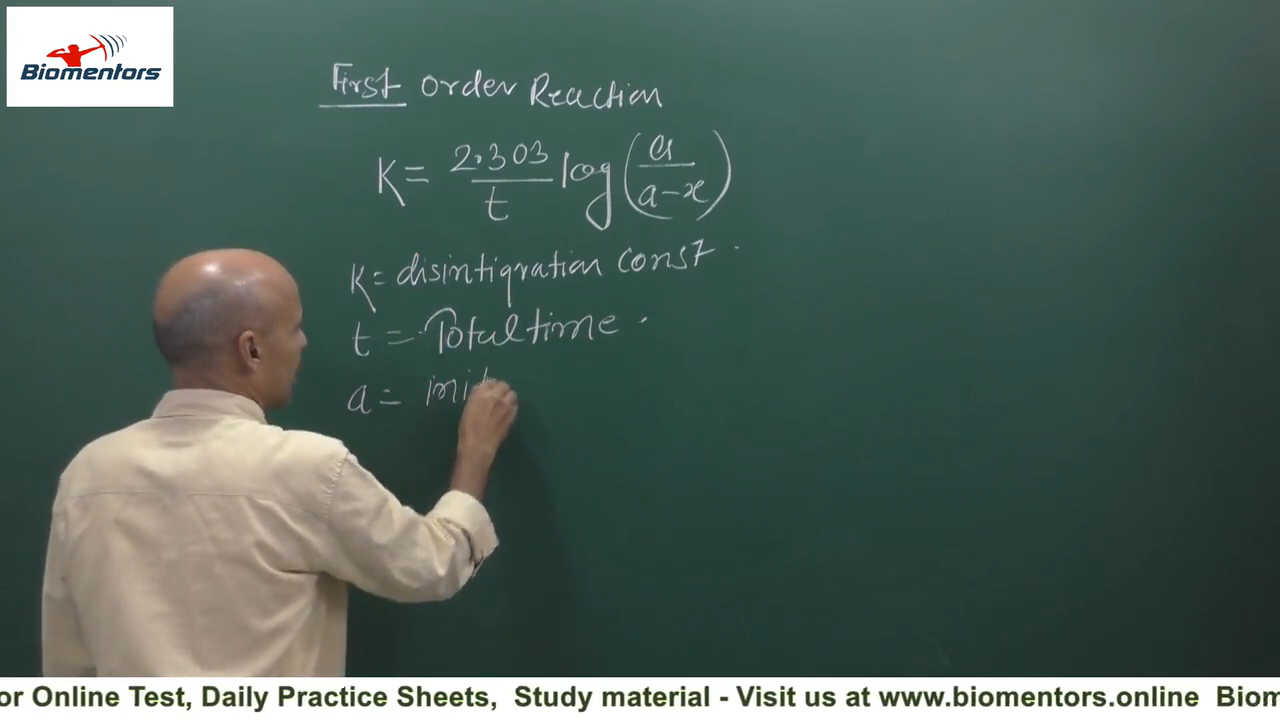 Biomentors
First order Reaction
K = 2.303/t log (a/a-x)
K = disintigration const.
t = Total time.
a = init
or Online Test, Daily Practice Sheets, Study material - Visit us at www.biomentors.online Biom